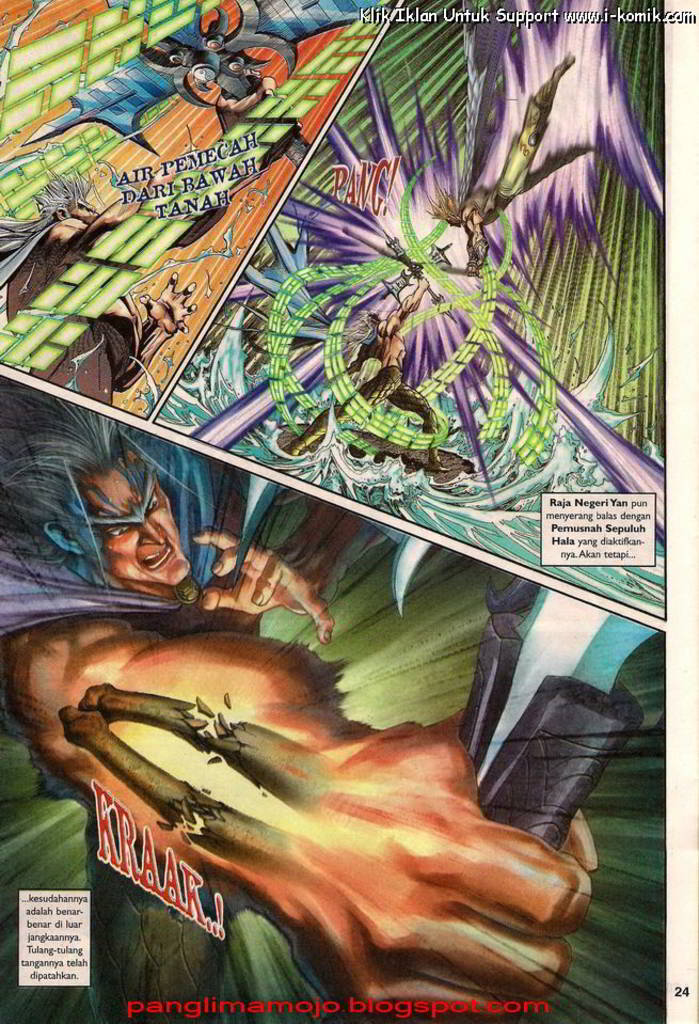 Klik Iklan Untuk Support www.i-komik.com
AIR PEMECAH
DARI BAWAH
TANAH
PANG!
Raja Negeri Yan pun
menyerang balas dengan
Pemusnah Sepuluh
Hala yang diaktifkan-
nya. Akan tetapi...
KRAAK..!
...kesudahannya
adalah benar-
benar di luar
jangkaannya.
Tulang-tulang
tangannya telah
dipatahkan.
24
panglimamojo.blogspot.com